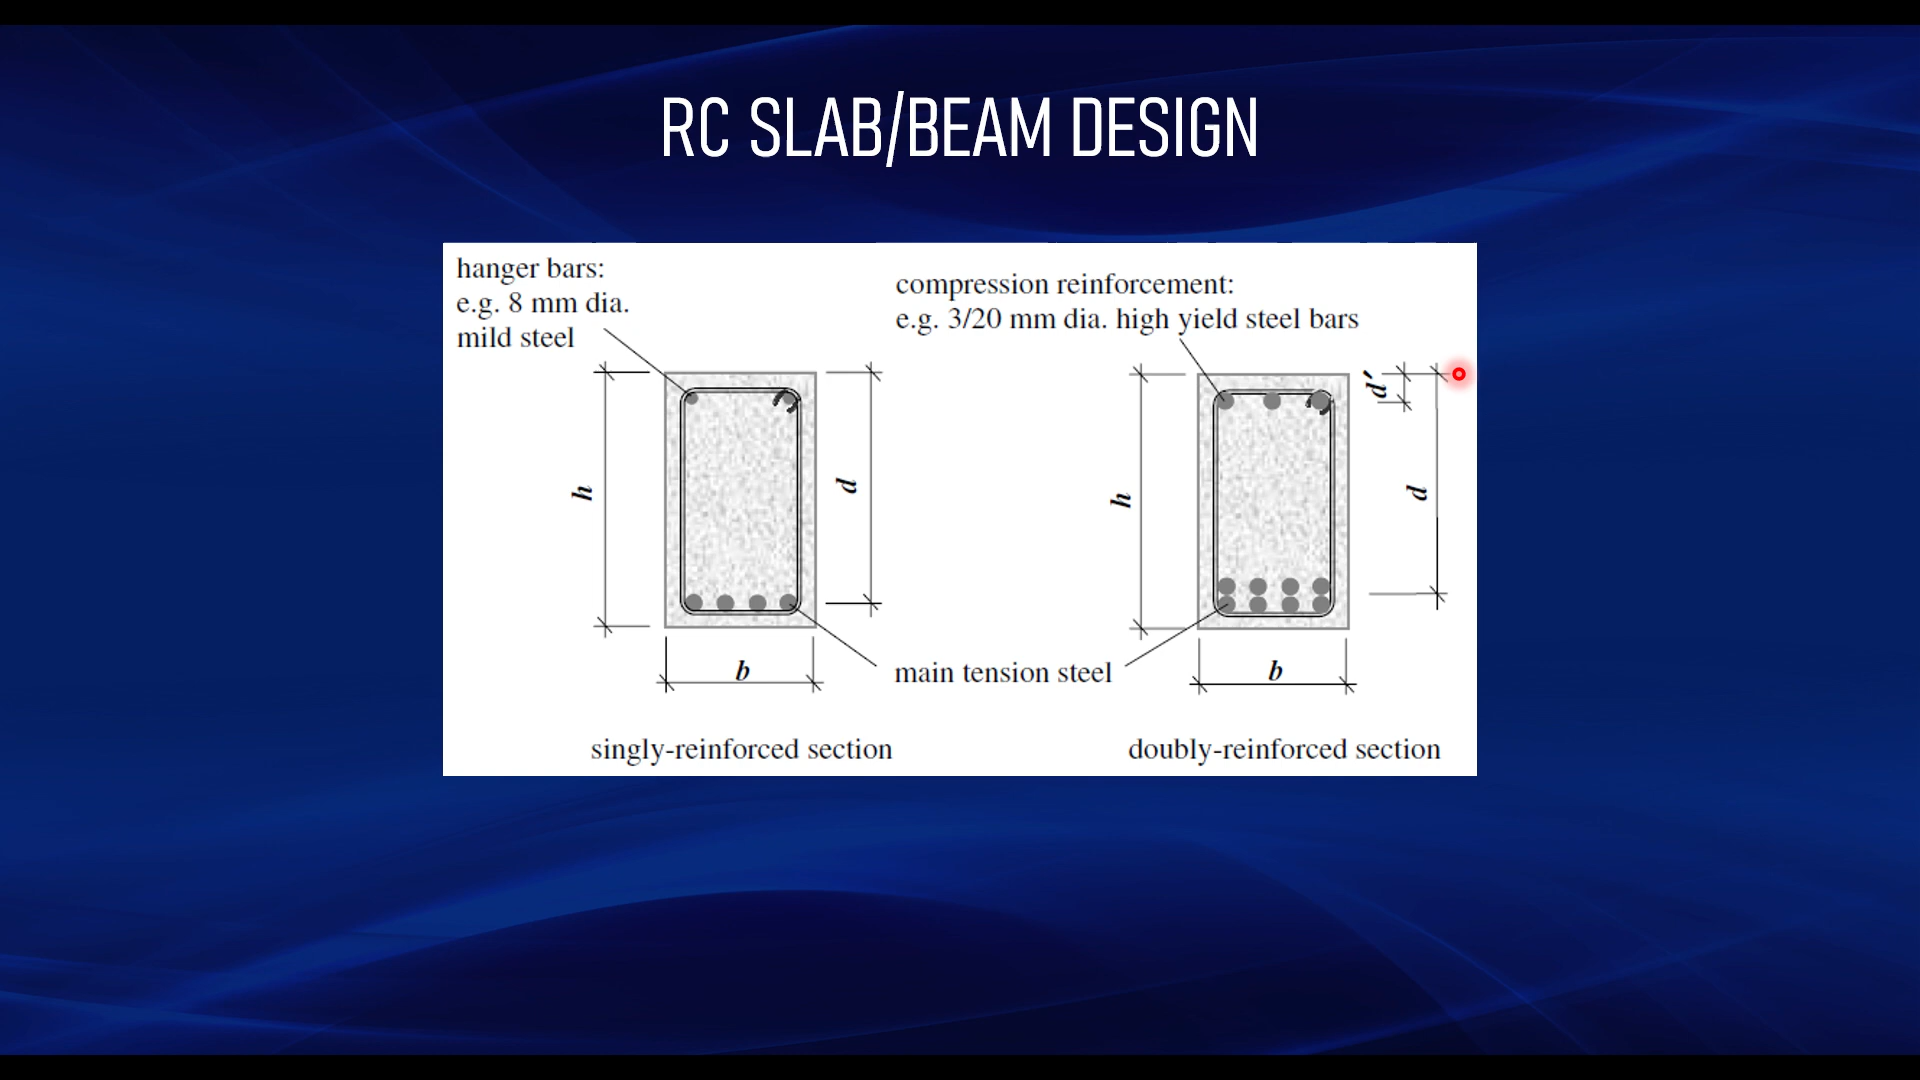 RC SLAB/BEAM DESIGN
hanger bars:
e.g. 8 mm dia.
mild steel
compression reinforcement:
e.g. 3/20 mm dia. high yield steel bars
h
d
b
h
d′
d
b
main tension steel
singly-reinforced section
doubly-reinforced section